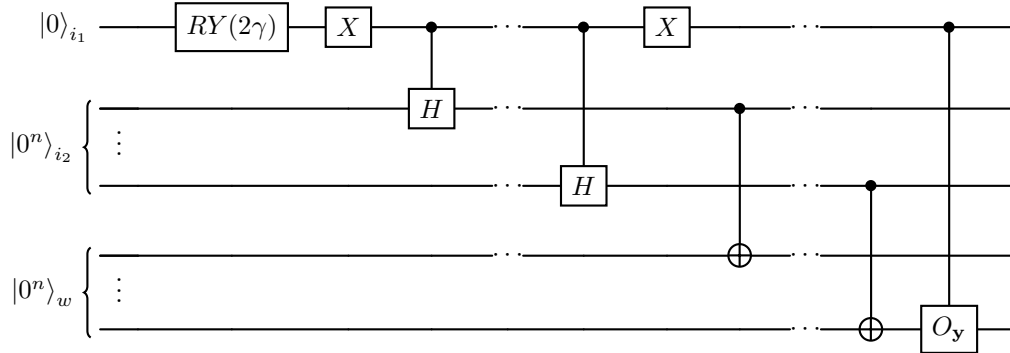 |0⟩_{i_1} RY(2γ) X ··· X
H ···
|0^n⟩_{i_2} ⋮
H ··· ···
··· ···
|0^n⟩_w ⋮
··· O_y